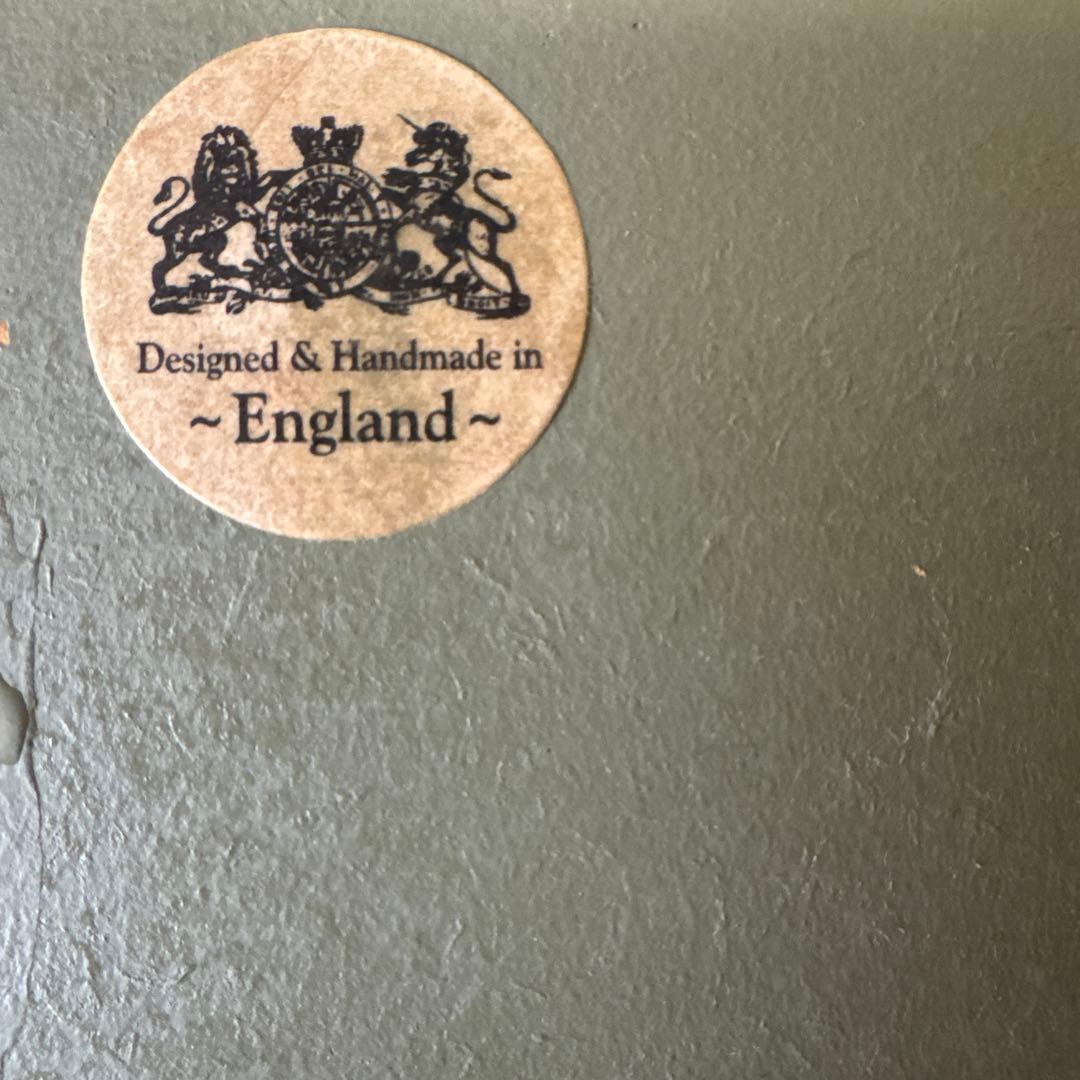 Designed & Handmade in
~ England ~